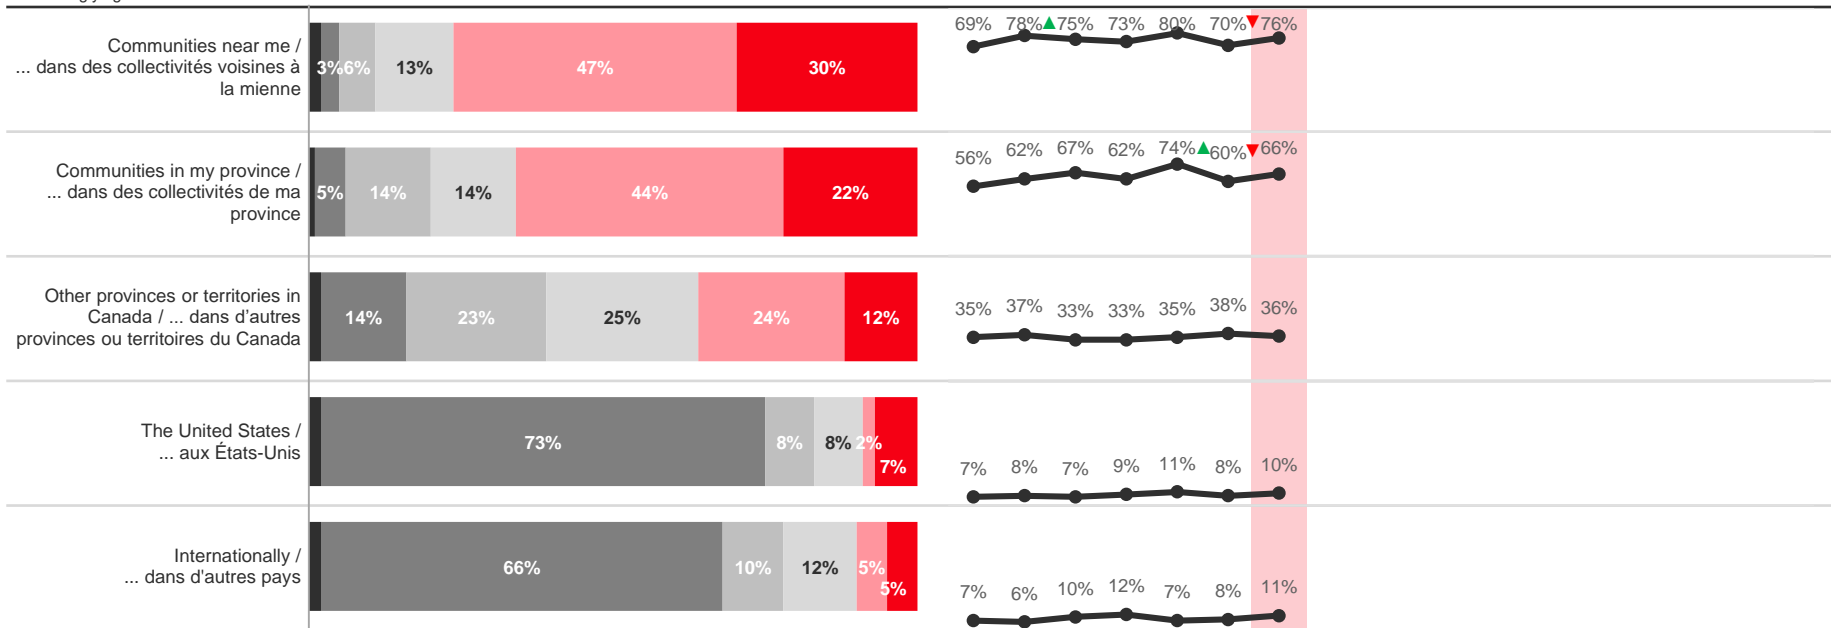 Communities near me /
... dans des collectivités voisines à
la mienne
3% 6% 13% 47% 30%
69% 78%▲ 75% 73% 80% 70%▼ 76%
Communities in my province /
... dans des collectivités de ma
province
5% 14% 14% 44% 22%
56% 62% 67% 62% 74%▲ 60%▼ 66%
Other provinces or territories in
Canada / ... dans d’autres
provinces ou territoires du Canada
14% 23% 25% 24% 12%
35% 37% 33% 33% 35% 38% 36%
The United States /
... aux États-Unis
73% 8% 8% 2% 7%
7% 8% 7% 9% 11% 8% 10%
Internationally /
... dans d'autres pays
66% 10% 12% 5% 5%
7% 6% 10% 12% 7% 8% 11%